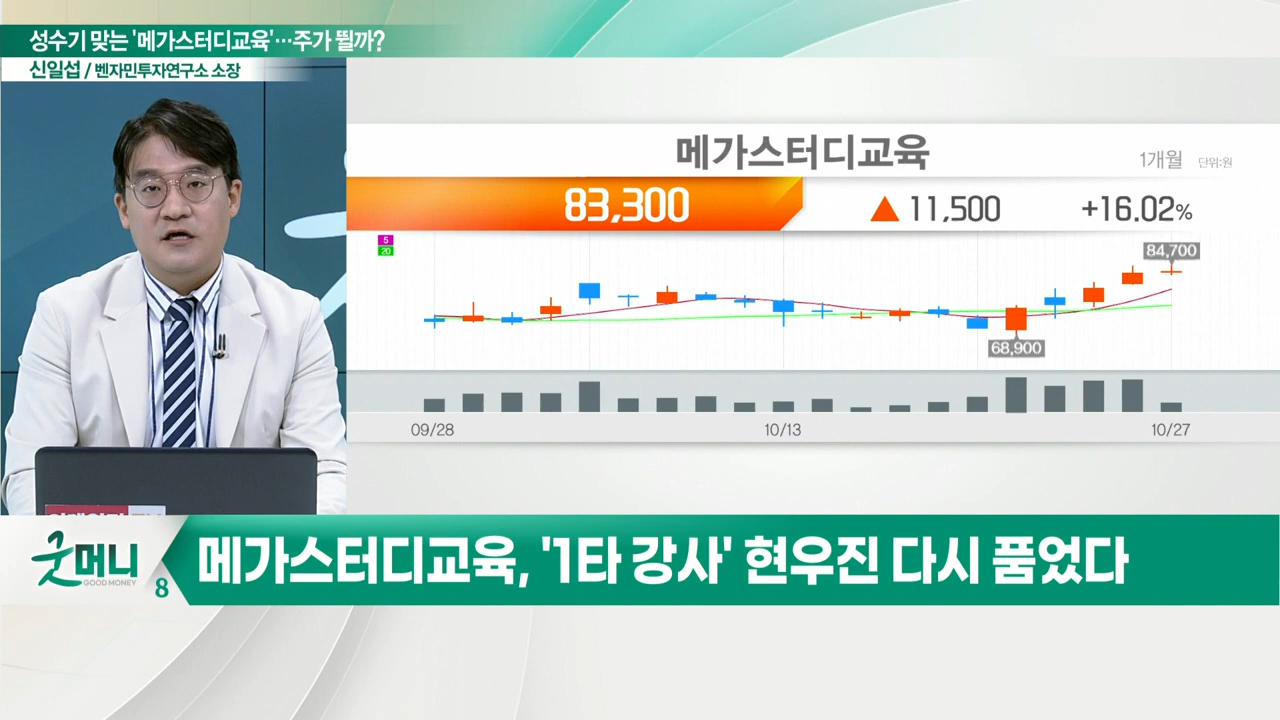 성수기 맞는 '메가스터디교육'…주가 뛸까?
신일섭 / 벤자민투자연구소 소장
메가스터디교육
1개월 단위:원
83,300 ▲ 11,500 +16.02%
5
20
84,700
68,900
09/28 10/13 10/27
굿머니
GOOD MONEY
8
메가스터디교육, '1타 강사' 현우진 다시 품었다